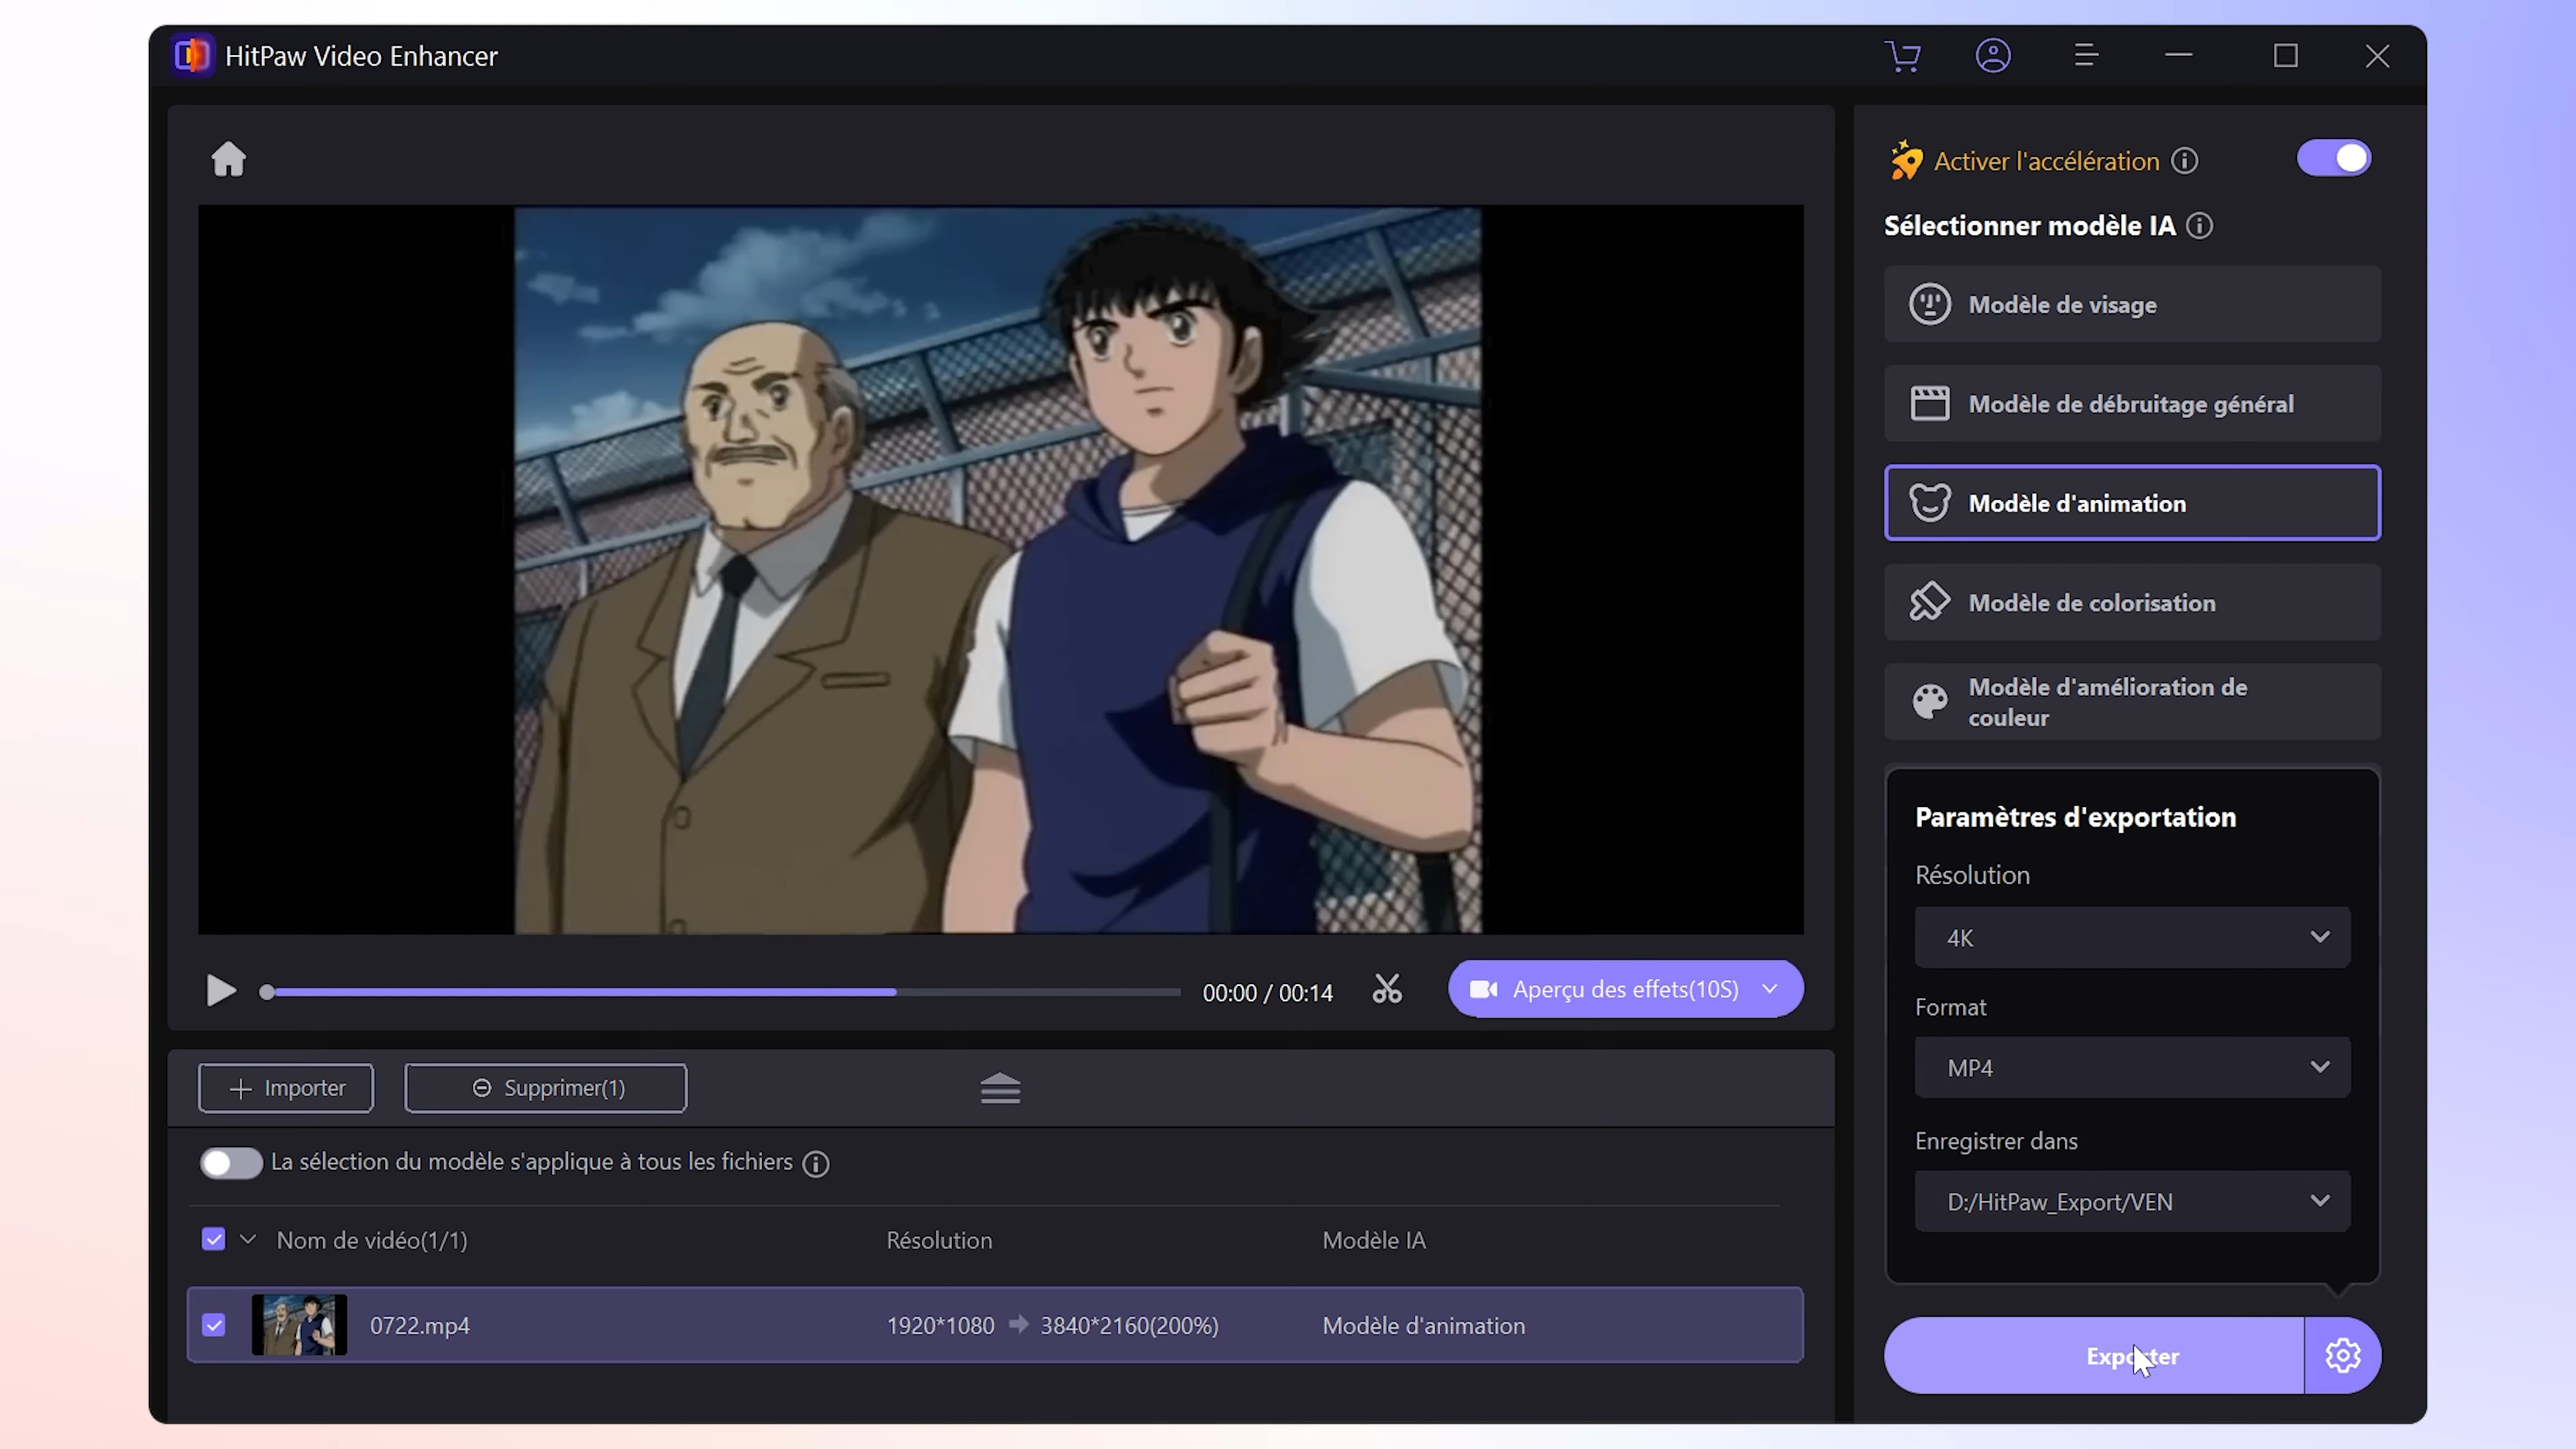 HitPaw Video Enhancer
Activer l'accélération
Sélectionner modèle IA
Modèle de visage
Modèle de débruitage général
Modèle d'animation
Modèle de colorisation
Modèle d'amélioration de
couleur
Paramètres d'exportation
Résolution
4K
Format
MP4
Enregistrer dans
D:/HitPaw_Export/VEN
Exporter
00:00 / 00:14
Aperçu des effets(10S)
Importer
Supprimer(1)
La sélection du modèle s'applique à tous les fichiers
Nom de vidéo(1/1) Résolution Modèle IA
0722.mp4 1920*1080 3840*2160(200%) Modèle d'animation